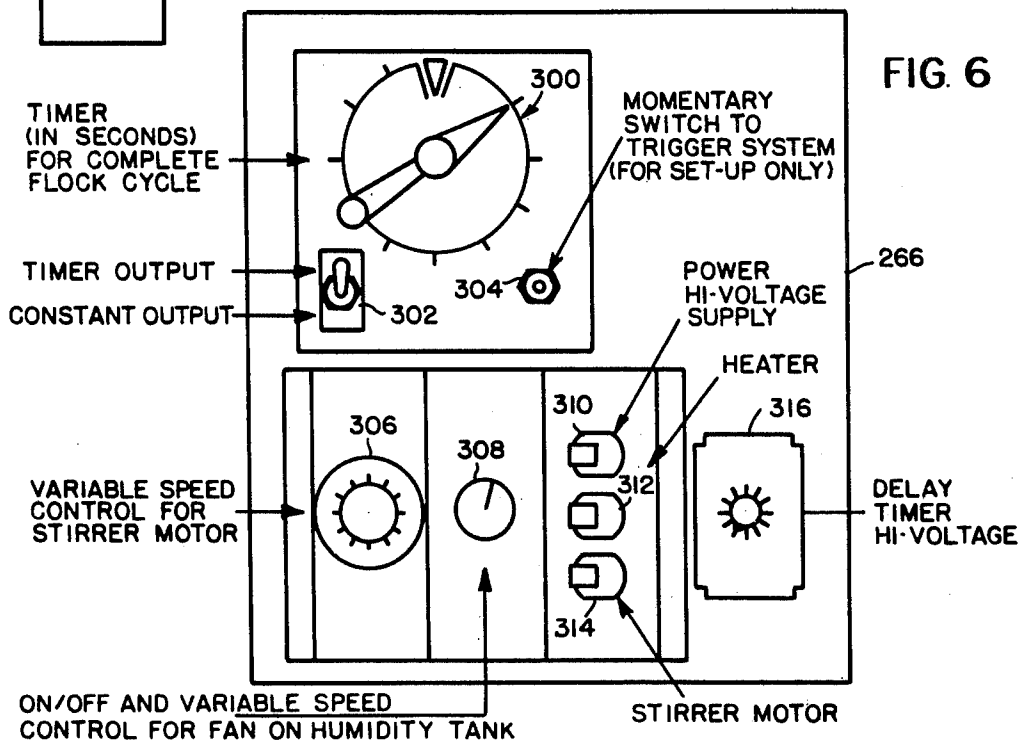 FIG. 6
300
TIMER
(IN SECONDS)
FOR COMPLETE
FLOCK CYCLE
MOMENTARY
SWITCH TO
TRIGGER SYSTEM
(FOR SET-UP ONLY)
266
TIMER OUTPUT
CONSTANT OUTPUT
302
304
POWER
HI-VOLTAGE
SUPPLY
HEATER
306
308
310
312
314
316
VARIABLE SPEED
CONTROL FOR
STIRRER MOTOR
DELAY
TIMER
HI-VOLTAGE
ON/OFF AND VARIABLE SPEED
CONTROL FOR FAN ON HUMIDITY TANK
STIRRER MOTOR